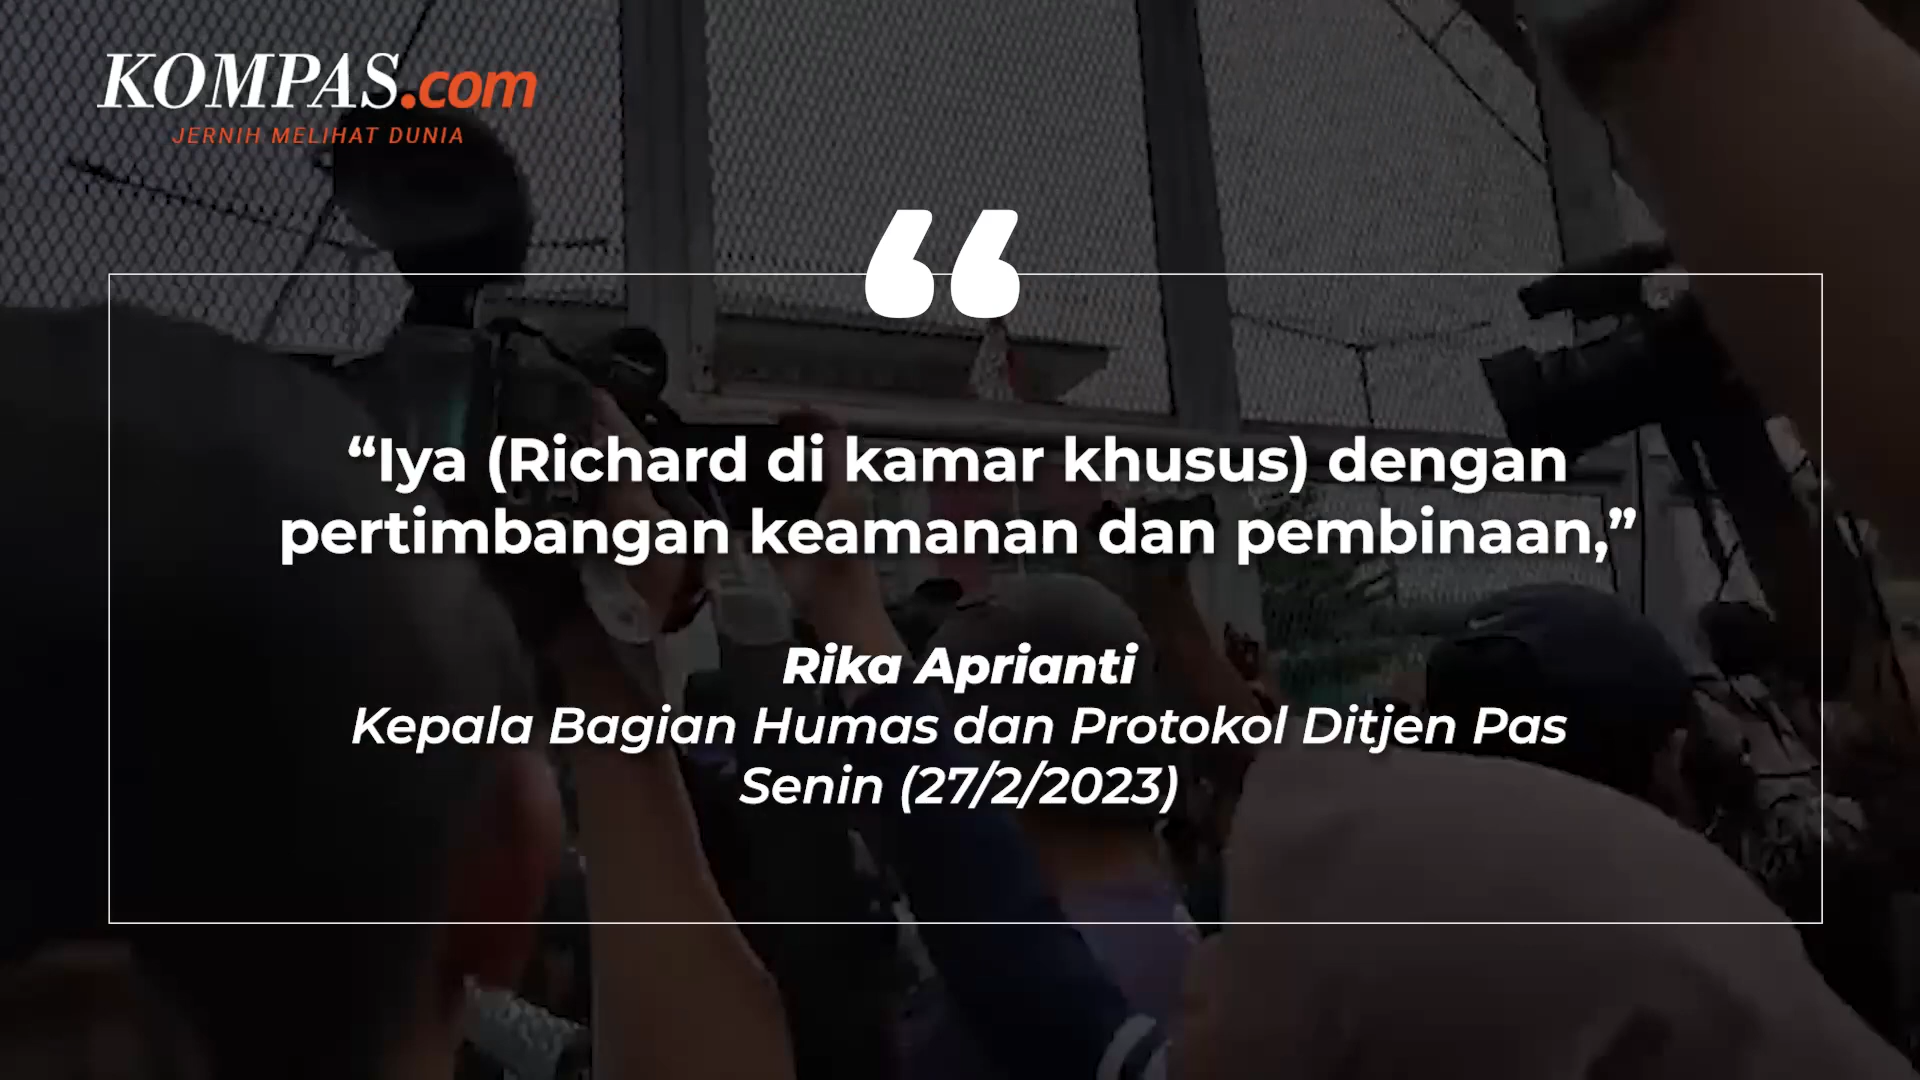 KOMPAS.com
JERNIH MELIHAT DUNIA
“Iya (Richard di kamar khusus) dengan
pertimbangan keamanan dan pembinaan,”
Rika Aprianti
Kepala Bagian Humas dan Protokol Ditjen Pas
Senin (27/2/2023)